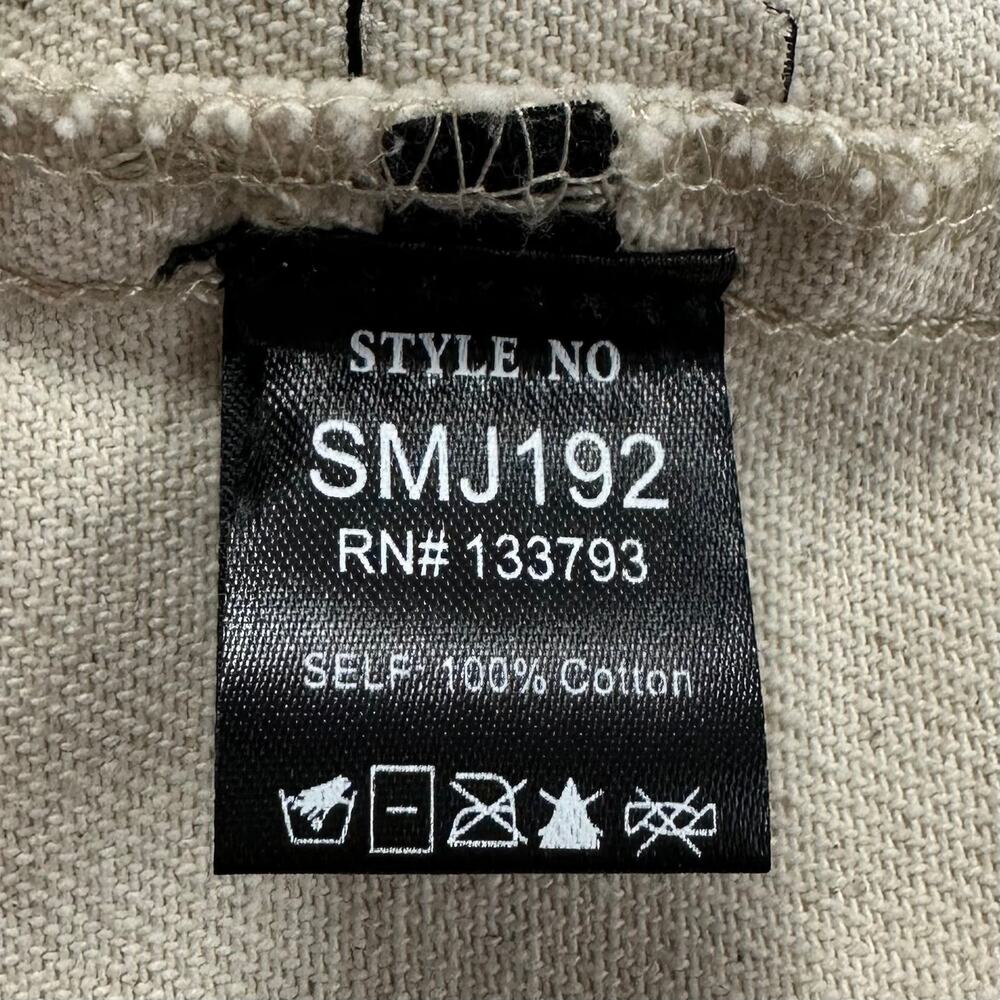 STYLE NO
SMJ192
RN# 133793
SELF: 100% Cotton